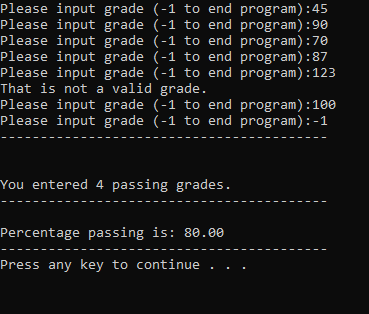 Please input grade (-1 to end program):45
Please input grade (-1 to end program):90
Please input grade (-1 to end program):70
Please input grade (-1 to end program):87
Please input grade (-1 to end program):123
That is not a valid grade.
Please input grade (-1 to end program):100
Please input grade (-1 to end program):-1
-----------------------------------------
You entered 4 passing grades.
-----------------------------------------
Percentage passing is: 80.00
-----------------------------------------
Press any key to continue . . .